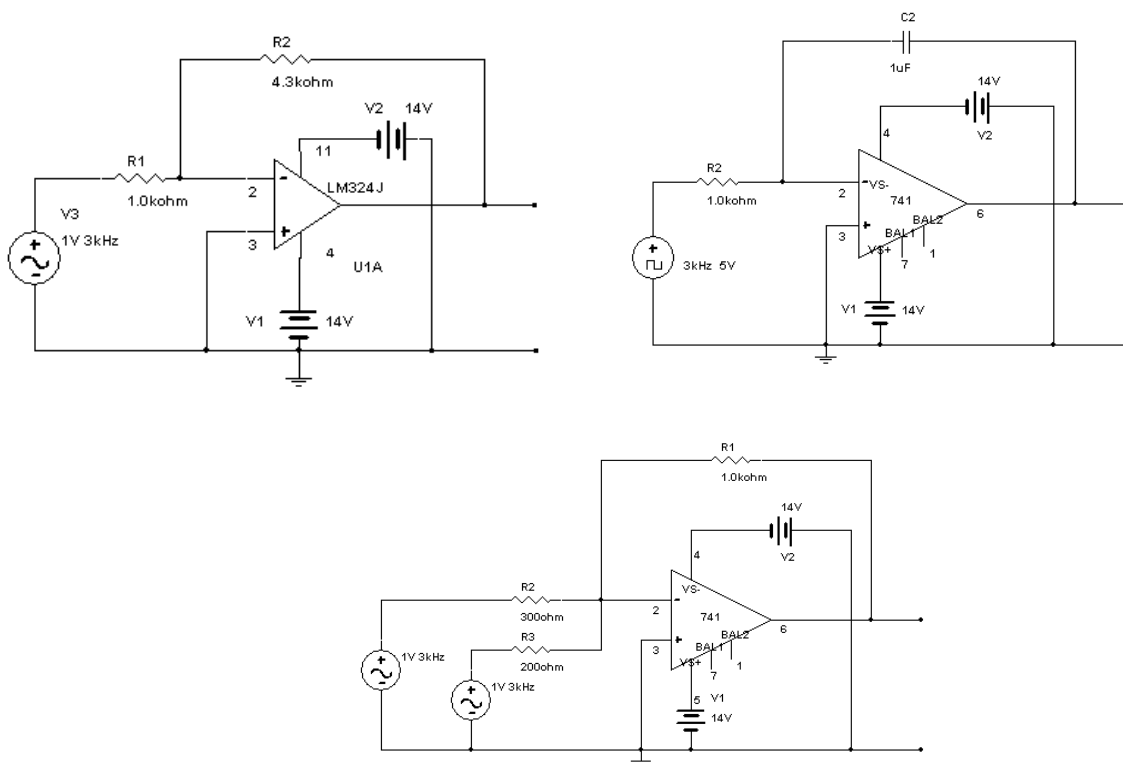 R2
4.3kohm
V2 14V
11
R1
1.0kohm
2
-
LM324J
V3
1V 3kHz
+
3
4
U1A
V1 14V
C2
1uF
14V
V2
4
R2
1.0kohm
2
-
VS-
741
6
+
3
BAL2
BAL1
VS+
1
7
3kHz 5V
V1 14V
R1
1.0kohm
14V
V2
4
R2
300ohm
VS-
2
-
741
6
R3
200ohm
+
3
BAL2
BAL1
VS+
1
7
1V 3kHz
1V 3kHz
5
V1
14V